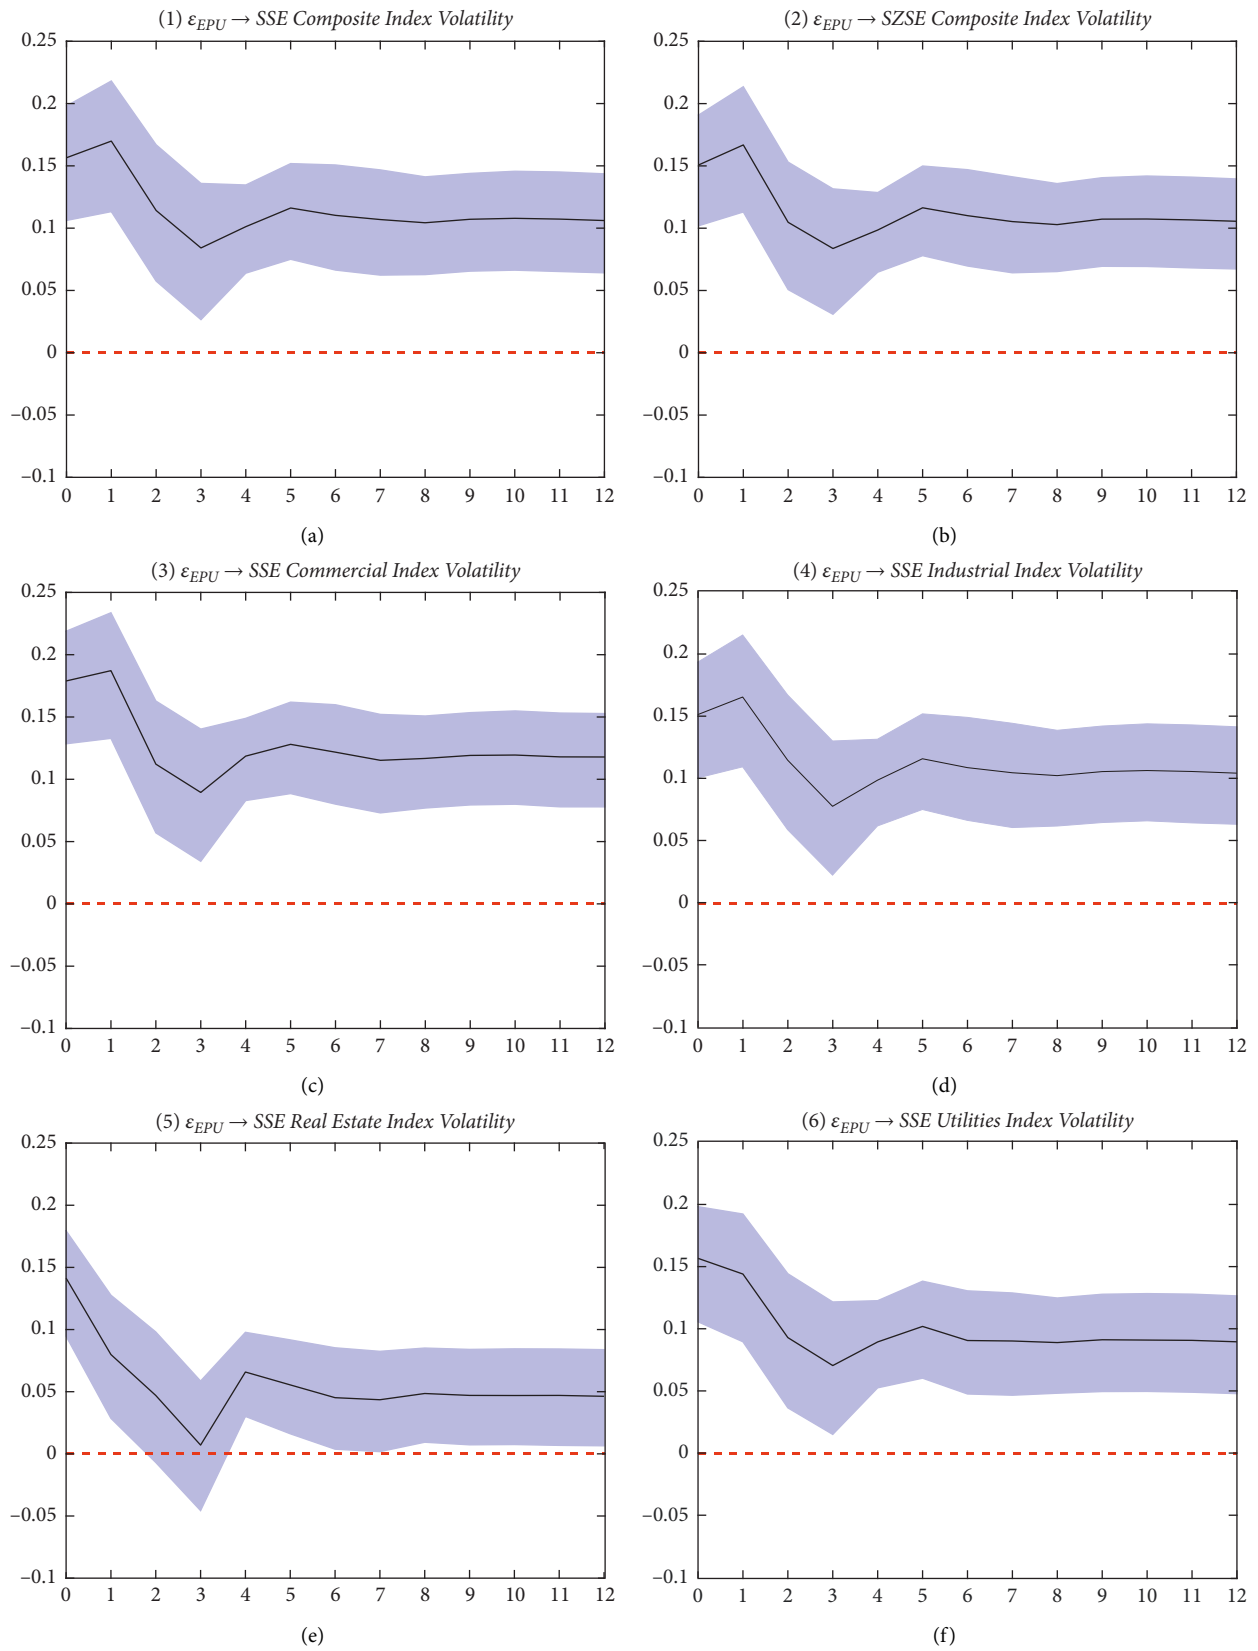 (1) εEPU → SSE Composite Index Volatility
0.25
0.2
0.15
0.1
0.05
0
–0.05
–0.1
0 1 2 3 4 5 6 7 8 9 10 11 12
(a)
(2) εEPU → SZSE Composite Index Volatility
0.25
0.2
0.15
0.1
0.05
0
–0.05
–0.1
0 1 2 3 4 5 6 7 8 9 10 11 12
(b)
(3) εEPU → SSE Commercial Index Volatility
0.25
0.2
0.15
0.1
0.05
0
–0.05
–0.1
0 1 2 3 4 5 6 7 8 9 10 11 12
(c)
(4) εEPU → SSE Industrial Index Volatility
0.25
0.2
0.15
0.1
0.05
0
–0.05
–0.1
0 1 2 3 4 5 6 7 8 9 10 11 12
(d)
(5) εEPU → SSE Real Estate Index Volatility
0.25
0.2
0.15
0.1
0.05
0
–0.05
–0.1
0 1 2 3 4 5 6 7 8 9 10 11 12
(e)
(6) εEPU → SSE Utilities Index Volatility
0.25
0.2
0.15
0.1
0.05
0
–0.05
–0.1
0 1 2 3 4 5 6 7 8 9 10 11 12
(f)